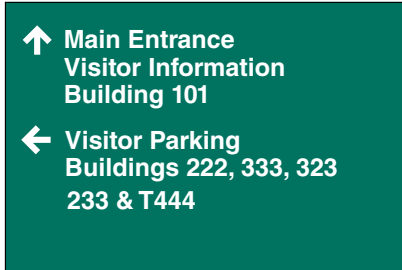 Main Entrance
Visitor Information
Building 101
Visitor Parking
Buildings 222, 333, 323
233 & T444